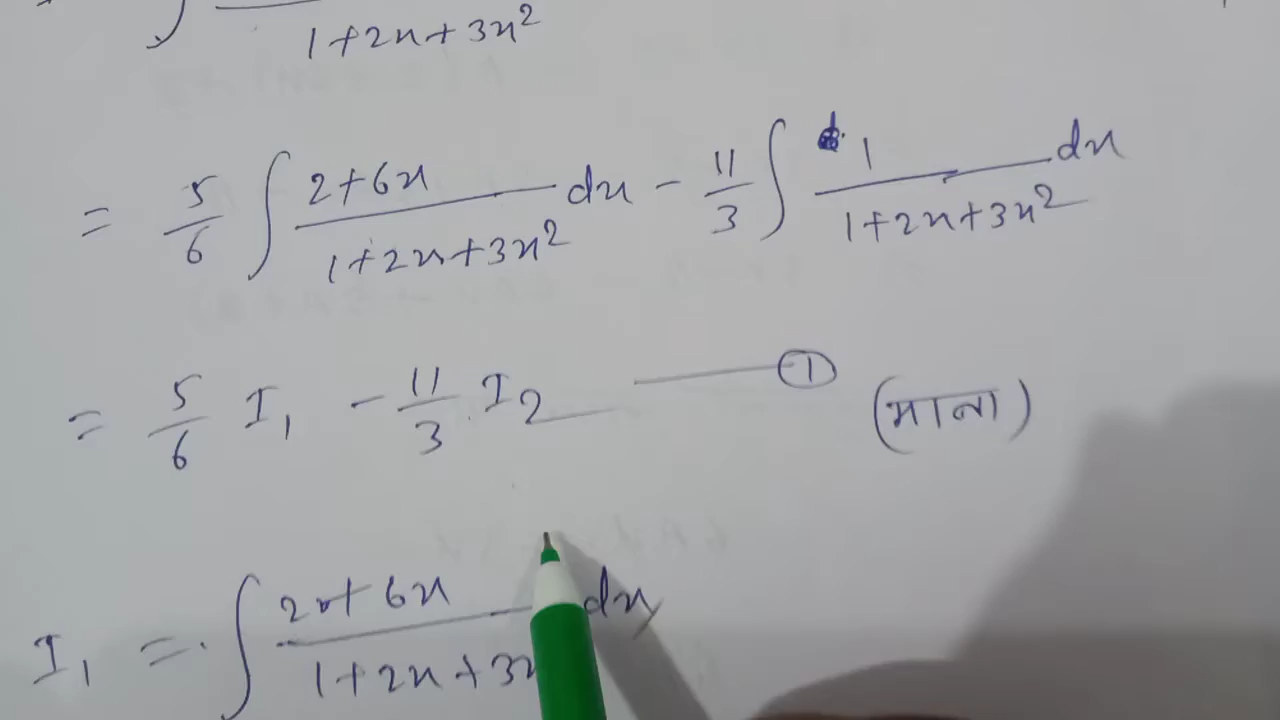 ∫ 1+2x+3x²
= 5/6 ∫ 2+6x / 1+2x+3x² dx - 11/3 ∫ 1 / 1+2x+3x² dx
= 5/6 I₁ - 11/3 I₂ ——— ① (माना)
I₁ = ∫ 2+6x / 1+2x+3x dx